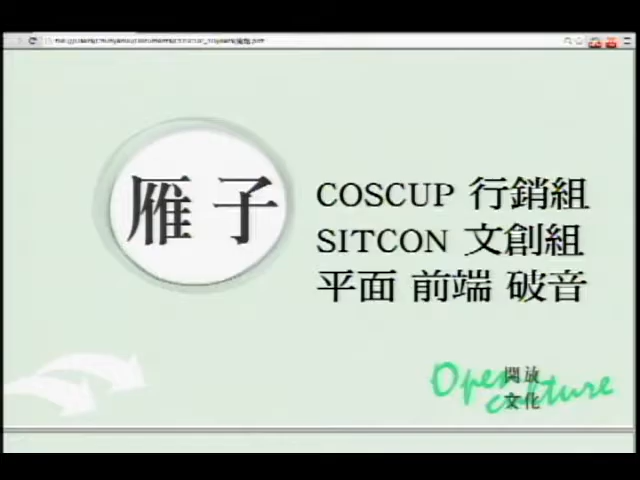 雁子
COSCUP 行銷組
SITCON 文創組
平面 前端 破音
Open 開放
culture 文化